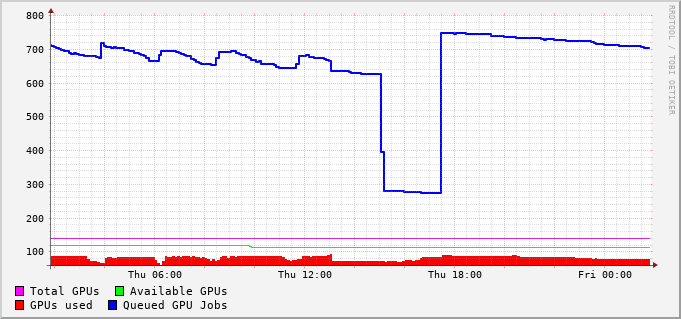 800
700
600
500
400
300
200
100
Thu 06:00 Thu 12:00 Thu 18:00 Fri 00:00
Total GPUs Available GPUs
GPUs used Queued GPU Jobs
RRDTOOL / TOBI OETIKER